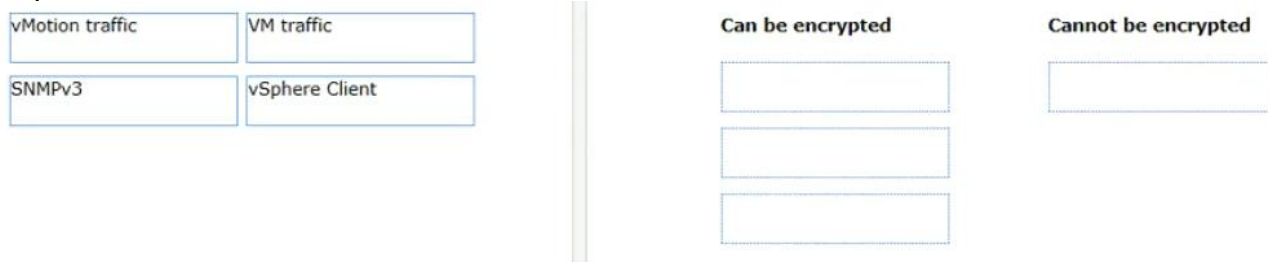 vMotion traffic
VM traffic
SNMPv3
vSphere Client
Can be encrypted
Cannot be encrypted